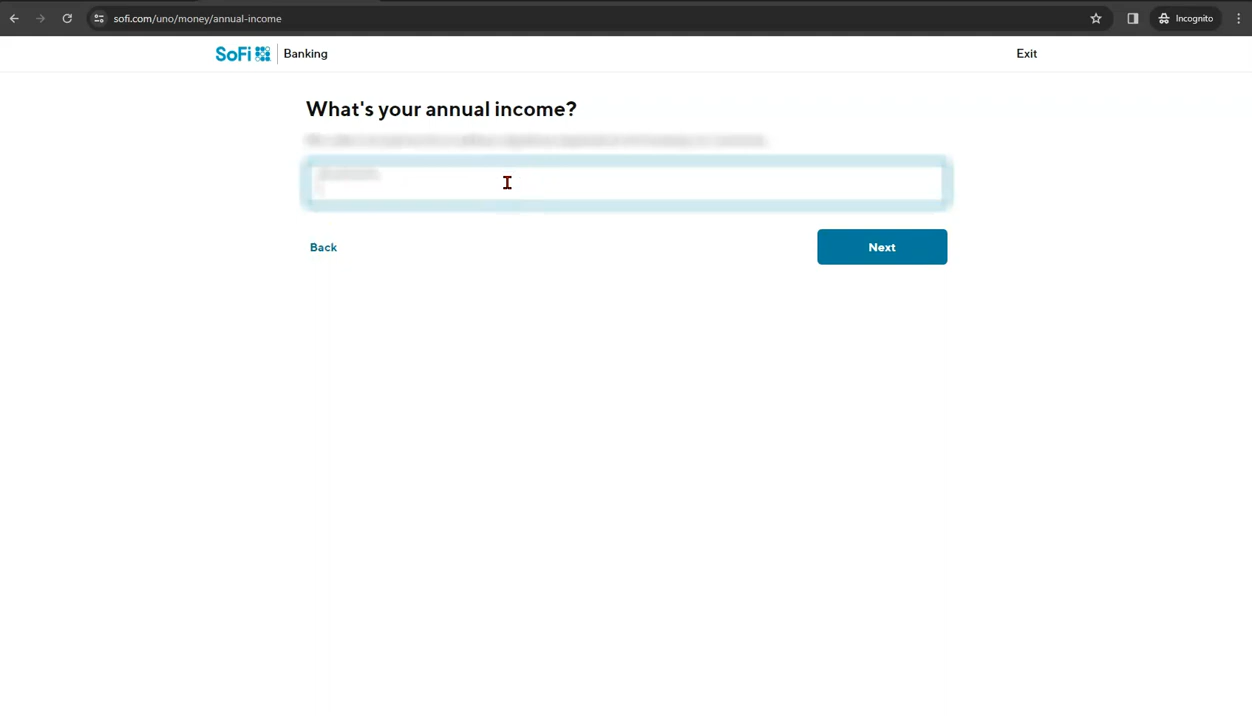 sofi.com/uno/money/annual-income
Incognito
SoFi
Banking
Exit
What's your annual income?
Back
Next